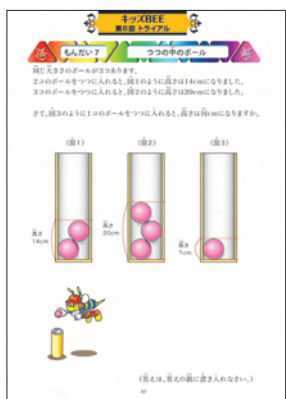 キッズBEE
第6回 トライアル
もんだい7
つつの中のボール
同じ大きさのボールが3コあります。
2コのボールをつつに入れると、図1のように高さは14cmになりました。
3コのボールをつつに入れると、図2のように高さは20cmになりました。
さて、図3のように1コのボールをつつに入れると、高さは何cmになりますか。
(図1)
(図2)
(図3)
高さ
14cm
高さ
20cm
高さ
?cm
(答えは、答えの紙に書き入れなさい。)